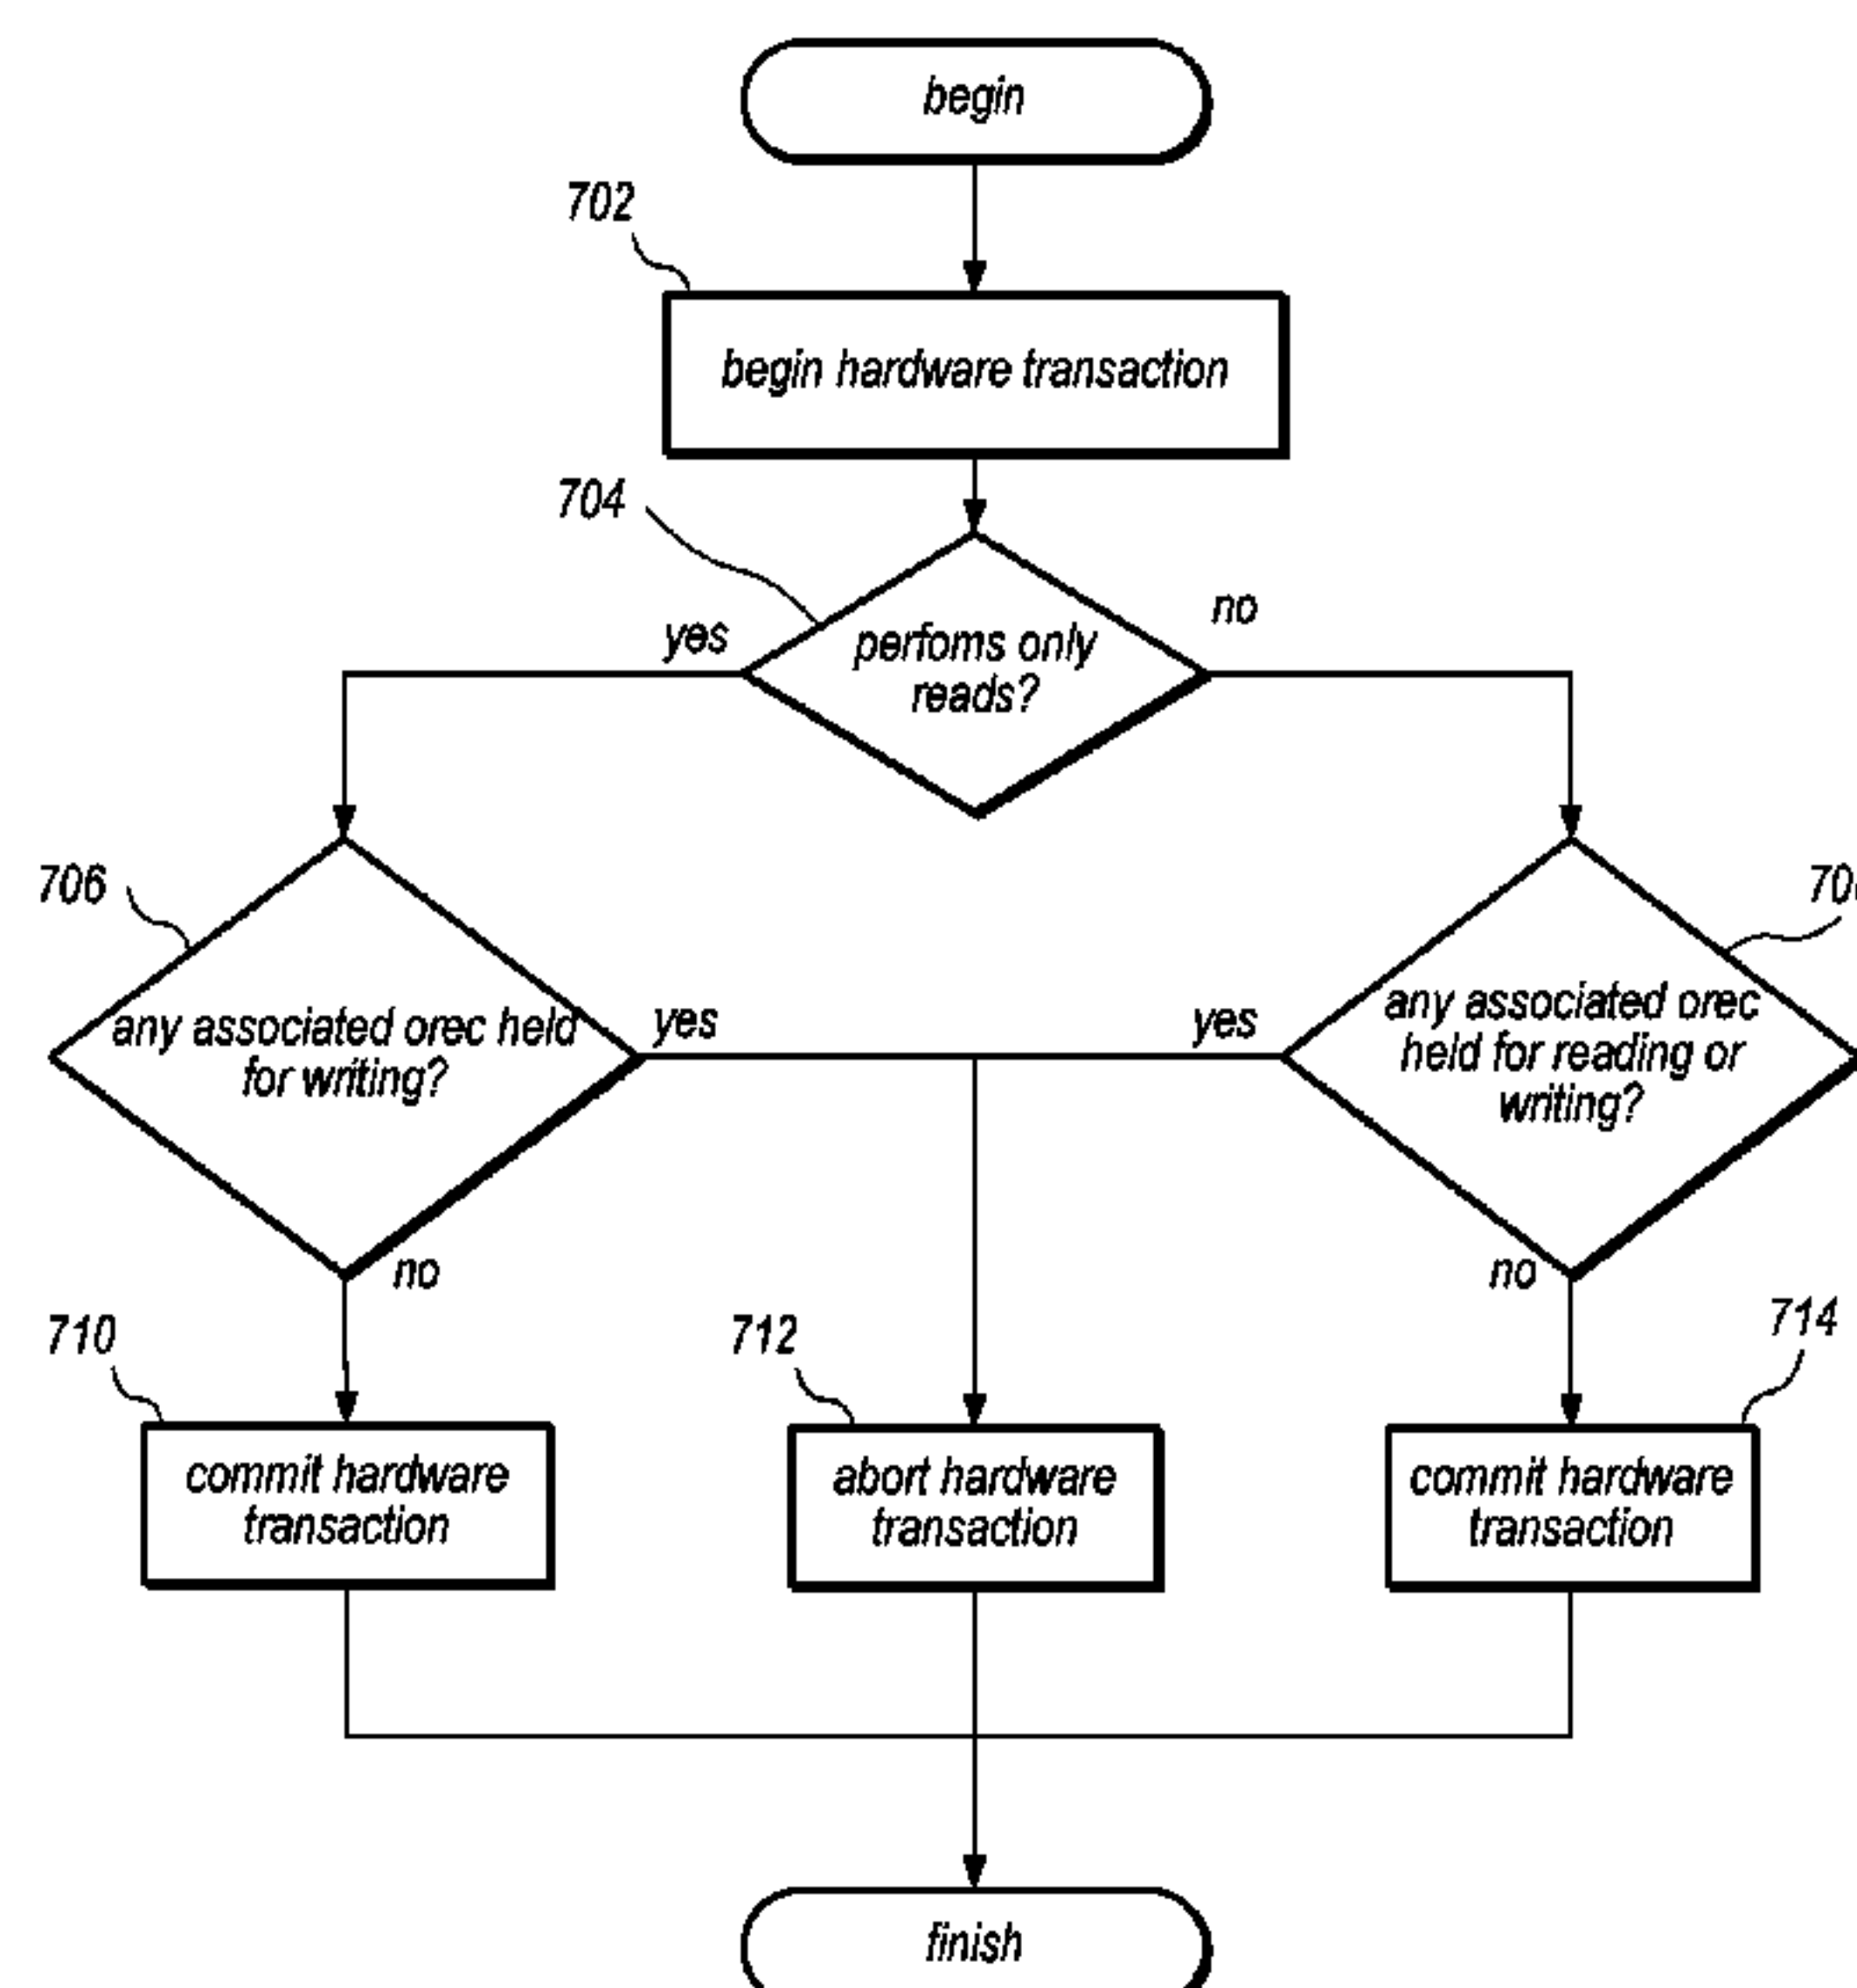 begin
702
begin hardware transaction
704
yes
no
perfoms only
reads?
706
any associated orec held
for writing?
yes
yes
any associated orec
held for reading or
writing?
no
no
710
712
714
commit hardware
transaction
abort hardware
transaction
commit hardware
transaction
finish